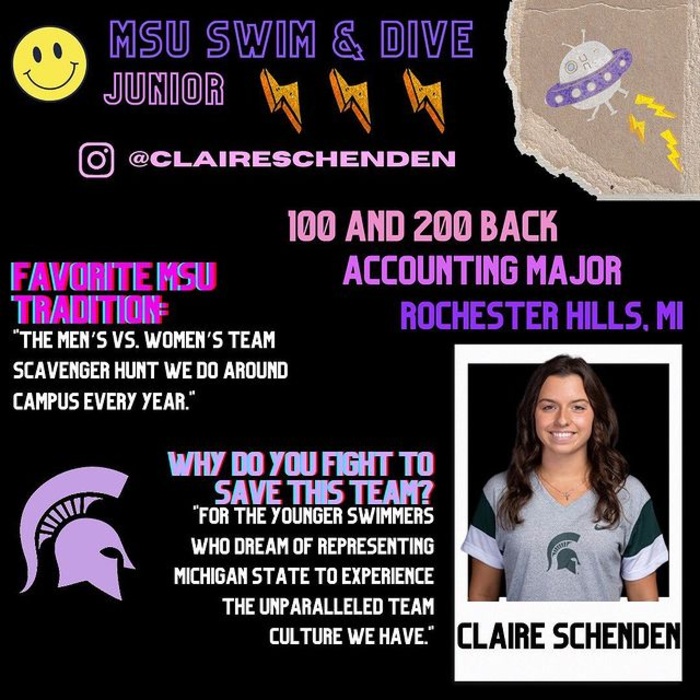 MSU SWIM & DIVE
JUNIOR
@CLAIRESCHENDEN
100 AND 200 BACK
ACCOUNTING MAJOR
ROCHESTER HILLS, MI
FAVORITE MSU
TRADITION:
"THE MEN'S VS. WOMEN'S TEAM
SCAVENGER HUNT WE DO AROUND
CAMPUS EVERY YEAR."
WHY DO YOU FIGHT TO
SAVE THIS TEAM?
"FOR THE YOUNGER SWIMMERS
WHO DREAM OF REPRESENTING
MICHIGAN STATE TO EXPERIENCE
THE UNPARALLELED TEAM
CULTURE WE HAVE."
CLAIRE SCHENDEN